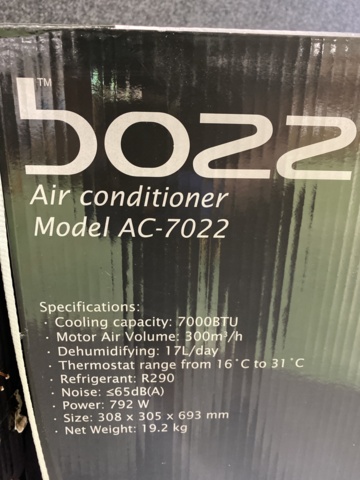 bozz™
Air conditioner
Model AC-7022
Specifications:
· Cooling capacity: 7000BTU
· Motor Air Volume: 300m³/h
· Dehumidifying: 17L/day
· Thermostat range from 16˚C to 31˚C
· Refrigerant: R290
· Noise: ≤65dB(A)
· Power: 792 W
· Size: 308 x 305 x 693 mm
· Net Weight: 19.2 kg